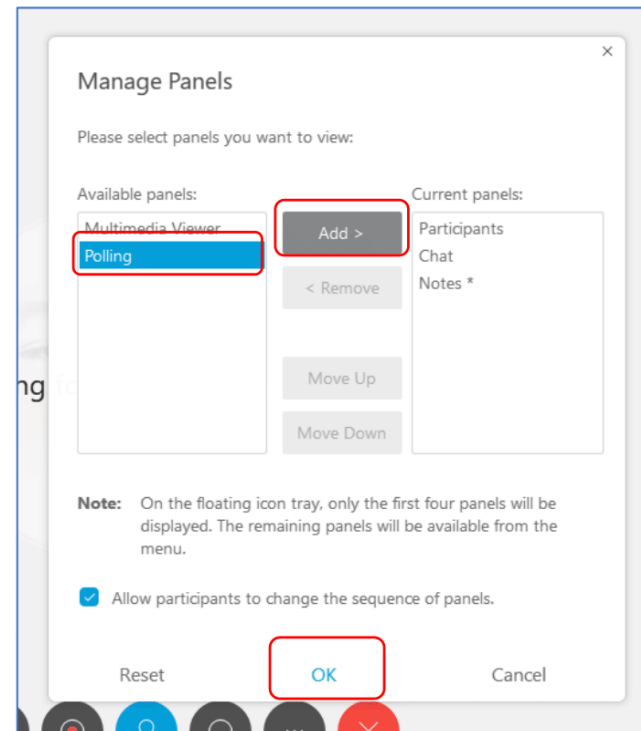 ×
Manage Panels
Please select panels you want to view:
Available panels:
Current panels:
Multimedia Viewer
Polling
Add >
< Remove
Move Up
Move Down
Participants
Chat
Notes *
Note: On the floating icon tray, only the first four panels will be
displayed. The remaining panels will be available from the
menu.
Allow participants to change the sequence of panels.
Reset
OK
Cancel
ng fo